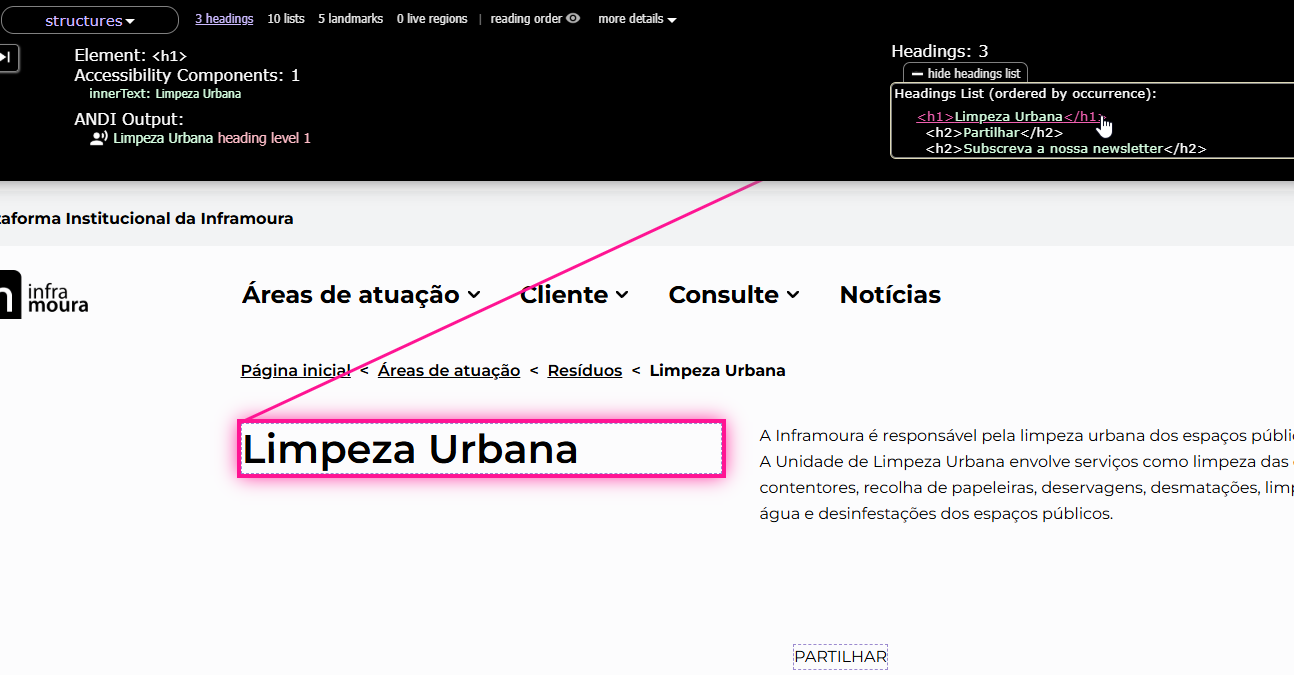 structures 3 headings 10 lists 5 landmarks 0 live regions | reading order more details
Element: <h1>
Accessibility Components: 1
innerText: Limpeza Urbana
ANDI Output:
Limpeza Urbana heading level 1
Headings: 3
hide headings list
Headings List (ordered by occurrence):
<h1>Limpeza Urbana</h1>
<h2>Partilhar</h2>
<h2>Subscreva a nossa newsletter</h2>
taforma Institucional da Inframoura
infra
moura
Áreas de atuação Cliente Consulte Notícias
Página inicial < Áreas de atuação < Resíduos < Limpeza Urbana
Limpeza Urbana
A Inframoura é responsável pela limpeza urbana dos espaços públi
A Unidade de Limpeza Urbana envolve serviços como limpeza das
contentores, recolha de papeleiras, deservagens, desmatações, limp
água e desinfestações dos espaços públicos.
PARTILHAR